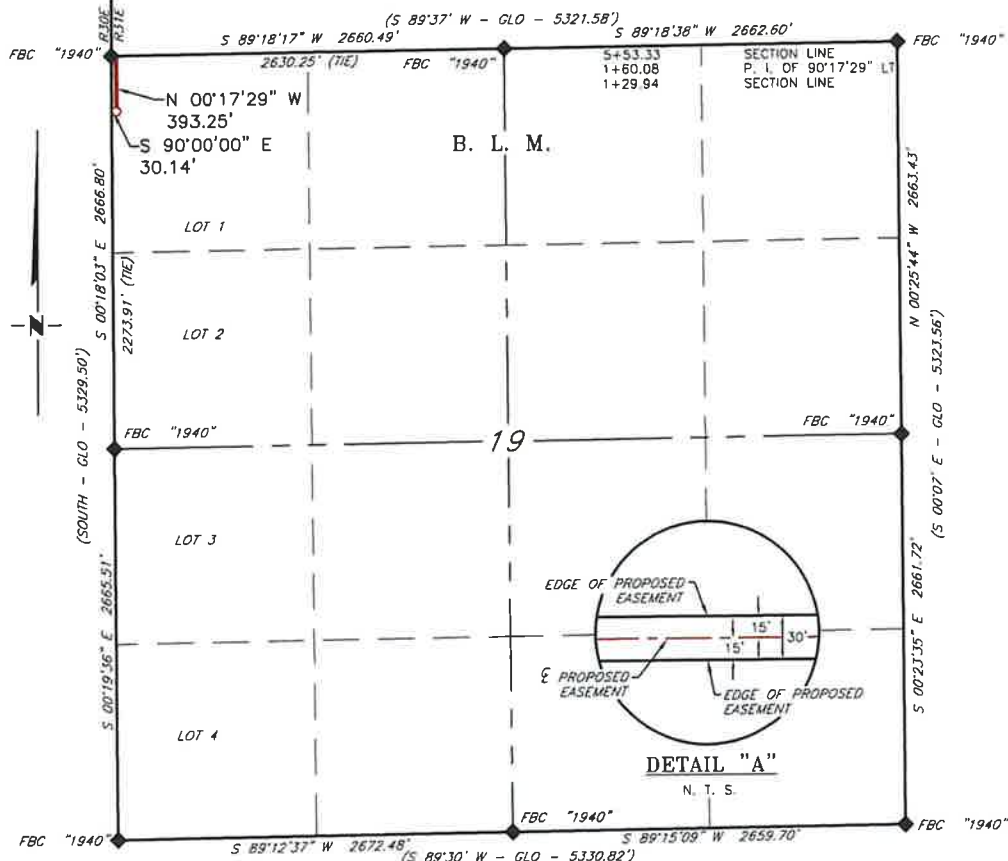 R30E
R31E
(S 89°37' W - GLO - 5321.58')
S 89°18'17" W 2660.49'
S 89°18'38" W 2662.60'
FBC "1940"
2630.25' (TIE)
FBC "1940"
FBC "1940"
5+53.33 SECTION LINE
1+60.08 P. I. OF 90°17'29" LT
1+29.94 SECTION LINE
N 00°17'29" W
393.25'
S 90°00'00" E
30.14'
B. L. M.
S 00°18'03" E 2666.80'
2273.91' (TIE)
N 00°25'44" W 2663.43'
LOT 1
LOT 2
N
(SOUTH - GLO - 5329.50')
(S 00°07' E - GLO - 5323.56')
FBC "1940"
19
FBC "1940"
S 00°19'36" E 2665.51'
S 00°23'35" E 2661.72'
LOT 3
EDGE OF PROPOSED
EASEMENT
15'
15'
30'
℄ PROPOSED
EASEMENT
EDGE OF PROPOSED
EASEMENT
LOT 4
DETAIL "A"
N. T. S.
FBC "1940"
S 89°12'37" W 2672.48'
FBC "1940"
S 89°15'09" W 2659.70'
FBC "1940"
(S 89°30' W - GLO - 5330.82')